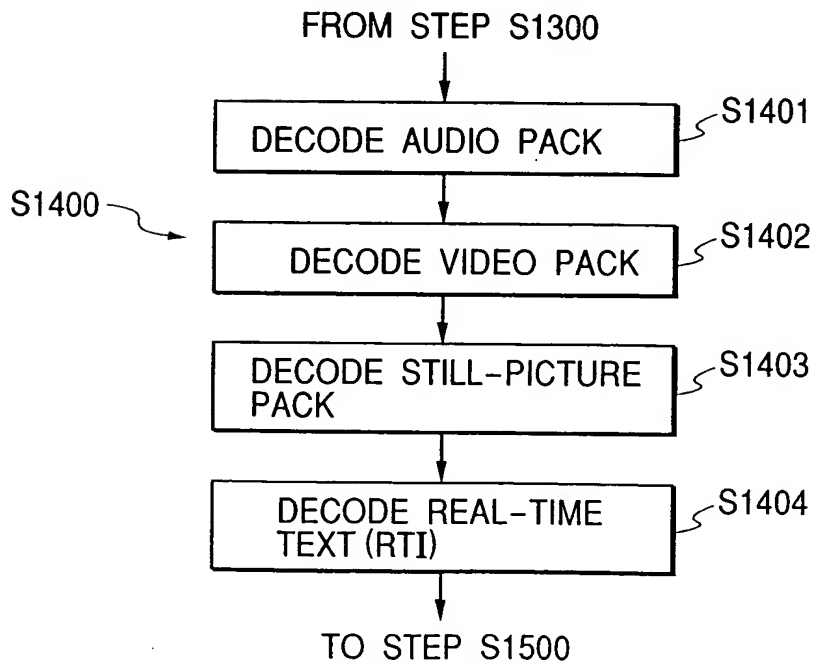 FROM STEP S1300
DECODE AUDIO PACK
S1401
S1400
DECODE VIDEO PACK
S1402
DECODE STILL-PICTURE
PACK
S1403
DECODE REAL-TIME
TEXT (RTI)
S1404
TO STEP S1500